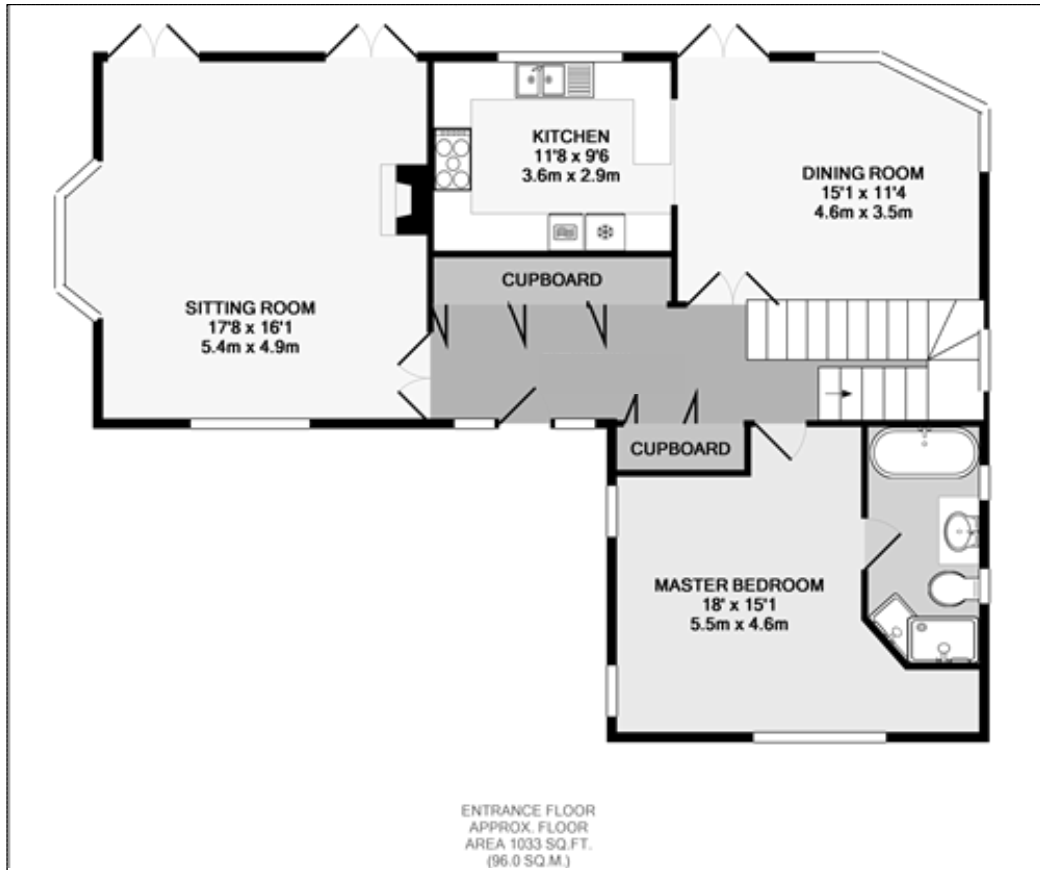 KITCHEN
11'8 x 9'6
3.6m x 2.9m
DINING ROOM
15'1 x 11'4
4.6m x 3.5m
CUPBOARD
SITTING ROOM
17'8 x 16'1
5.4m x 4.9m
CUPBOARD
MASTER BEDROOM
18' x 15'1
5.5m x 4.6m
ENTRANCE FLOOR
APPROX. FLOOR
AREA 1033 SQ.FT.
(96.0 SQ.M.)